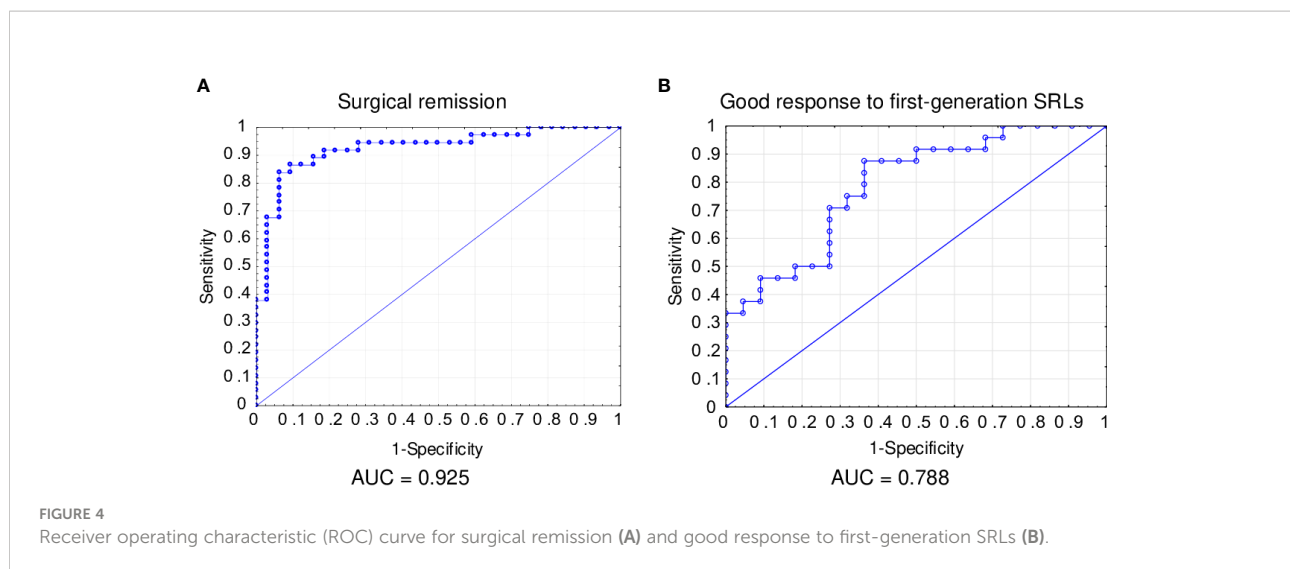 A
Surgical remission
1
0.9
0.8
0.7
0.6
0.5
0.4
0.3
0.2
0.1
0
Sensitivity
0 0.1 0.2 0.3 0.4 0.5 0.6 0.7 0.8 0.9 1
1-Specificity
AUC = 0.925
B
Good response to first-generation SRLs
1
0.9
0.8
0.7
0.6
0.5
0.4
0.3
0.2
0.1
0
Sensitivity
0 0.1 0.2 0.3 0.4 0.5 0.6 0.7 0.8 0.9 1
1-Specificity
AUC = 0.788
FIGURE 4
Receiver operating characteristic (ROC) curve for surgical remission (A) and good response to first-generation SRLs (B).